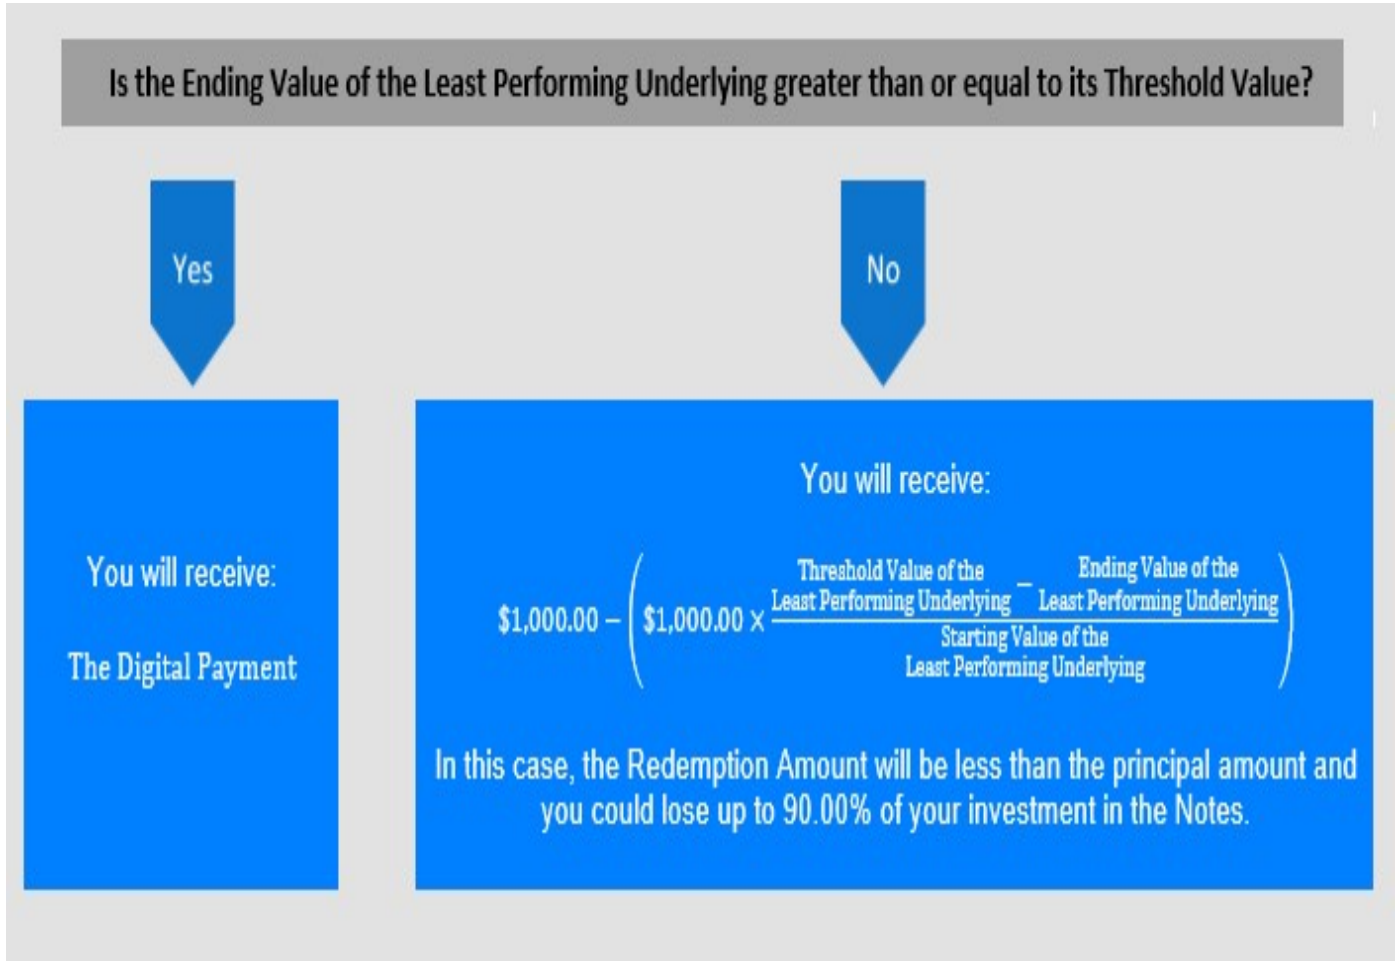 Is the Ending Value of the Least Performing Underlying greater than or equal to its Threshold Value?
Yes
No
You will receive:
The Digital Payment
You will receive:
$1,000.00 − ( $1,000.00 × (Threshold Value of the Least Performing Underlying − Ending Value of the Least Performing Underlying) / Starting Value of the Least Performing Underlying )
In this case, the Redemption Amount will be less than the principal amount and
you could lose up to 90.00% of your investment in the Notes.